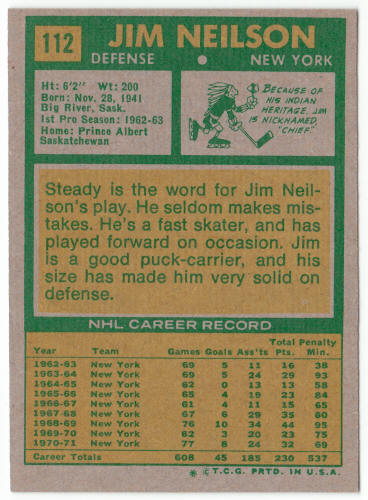 112
JIM NEILSON
DEFENSE
NEW YORK
Ht: 6'2" Wt: 200
Born: Nov. 28, 1941
Big River, Sask.
1st Pro Season: 1962-63
Home: Prince Albert
Saskatchewan
BECAUSE OF
HIS INDIAN
HERITAGE, JIM
IS NICKNAMED,
"CHIEF."
Steady is the word for Jim Neil-
son's play. He seldom makes mis-
takes. He's a fast skater, and has
played forward on occasion. Jim
is a good puck-carrier, and his
size has made him very solid on
defense.
NHL CAREER RECORD
Total Penalty
Year Team Games Goals Ass'ts Pts. Min.
1962-63 New York 69 5 11 16 38
1963-64 New York 69 5 24 29 93
1964-65 New York 62 0 13 13 58
1965-66 New York 65 4 19 23 84
1966-67 New York 61 4 11 15 65
1967-68 New York 67 6 29 35 60
1968-69 New York 76 10 34 44 95
1969-70 New York 62 3 20 23 75
1970-71 New York 77 8 24 32 69
Career Totals 608 45 185 230 537
* © T.C.G. PRTD. IN U.S.A.